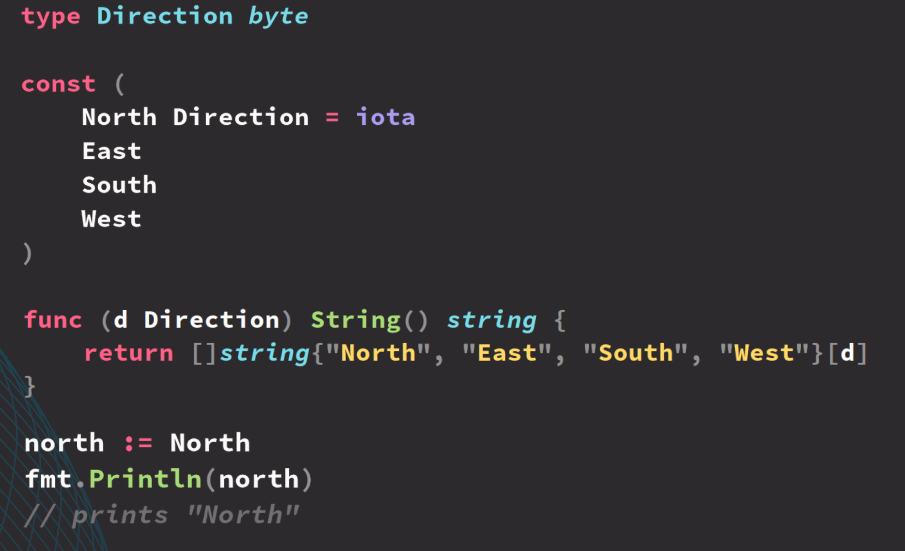 type Direction byte
const (
    North Direction = iota
    East
    South
    West
)
func (d Direction) String() string {
    return []string{"North", "East", "South", "West"}[d]
}
north := North
fmt.Println(north)
// prints "North"